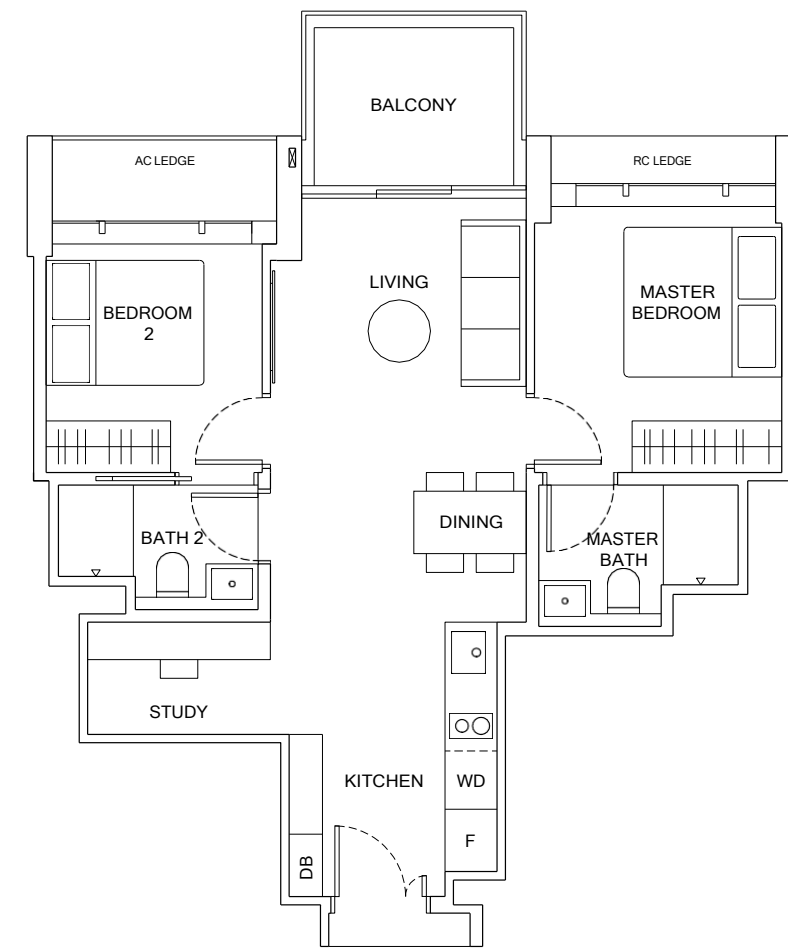 BALCONY
AC LEDGE
RC LEDGE
LIVING
BEDROOM
2
MASTER
BEDROOM
DINING
BATH 2
MASTER
BATH
STUDY
KITCHEN
WD
F
DB